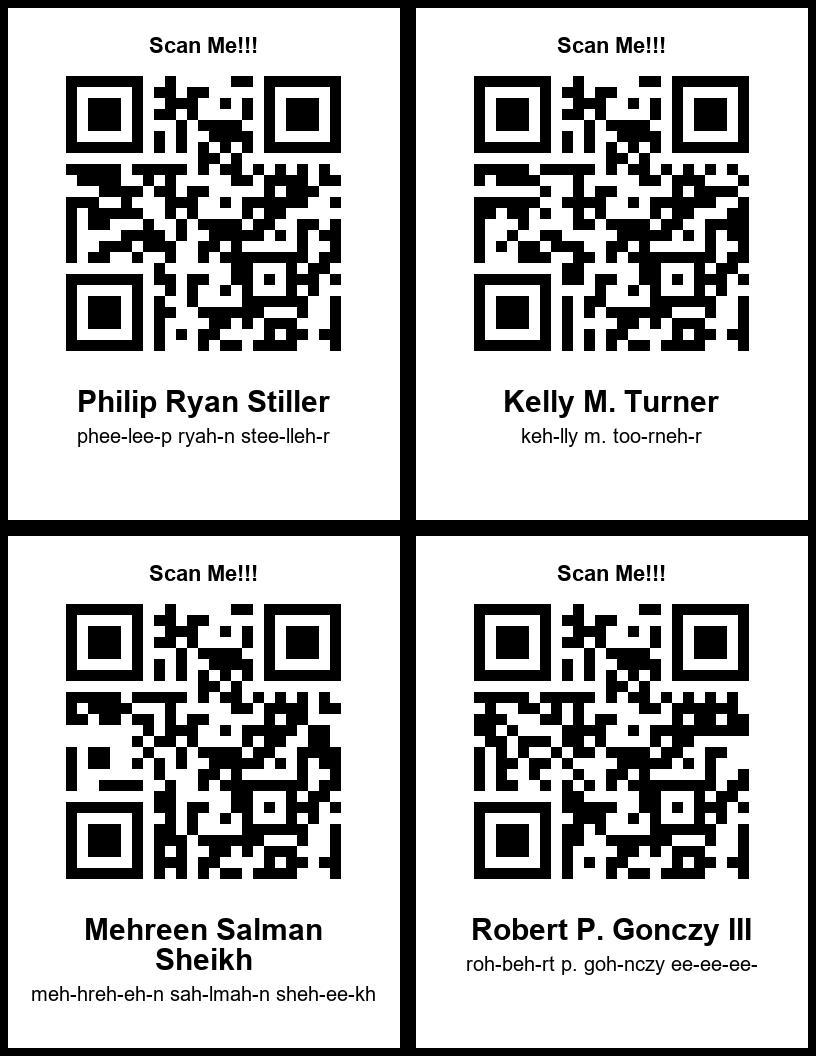 Scan Me!!!
Philip Ryan Stiller
phee-lee-p ryah-n stee-lleh-r
Scan Me!!!
Kelly M. Turner
keh-lly m. too-rneh-r
Scan Me!!!
Mehreen Salman
Sheikh
meh-hreh-eh-n sah-lmah-n sheh-ee-kh
Scan Me!!!
Robert P. Gonczy III
roh-beh-rt p. goh-nczy ee-ee-ee-